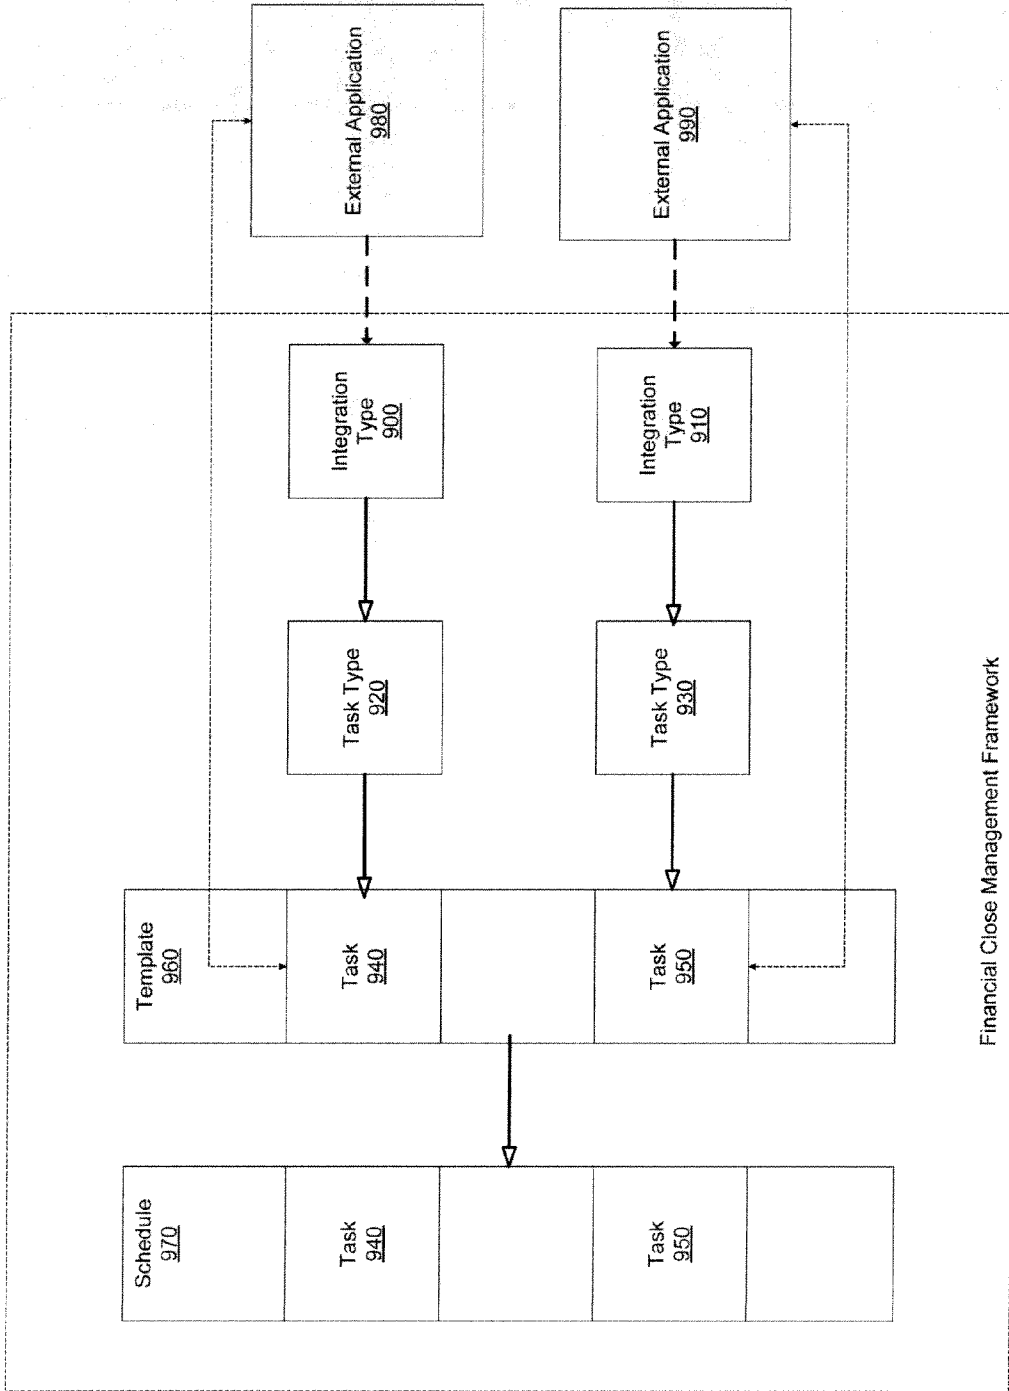 Schedule
970
Task
940
Task
950
Template
960
Task
940
Task
950
Task Type
920
Task Type
930
Integration
Type
900
Integration
Type
910
External Application
980
External Application
990
Financial Close Management Framework